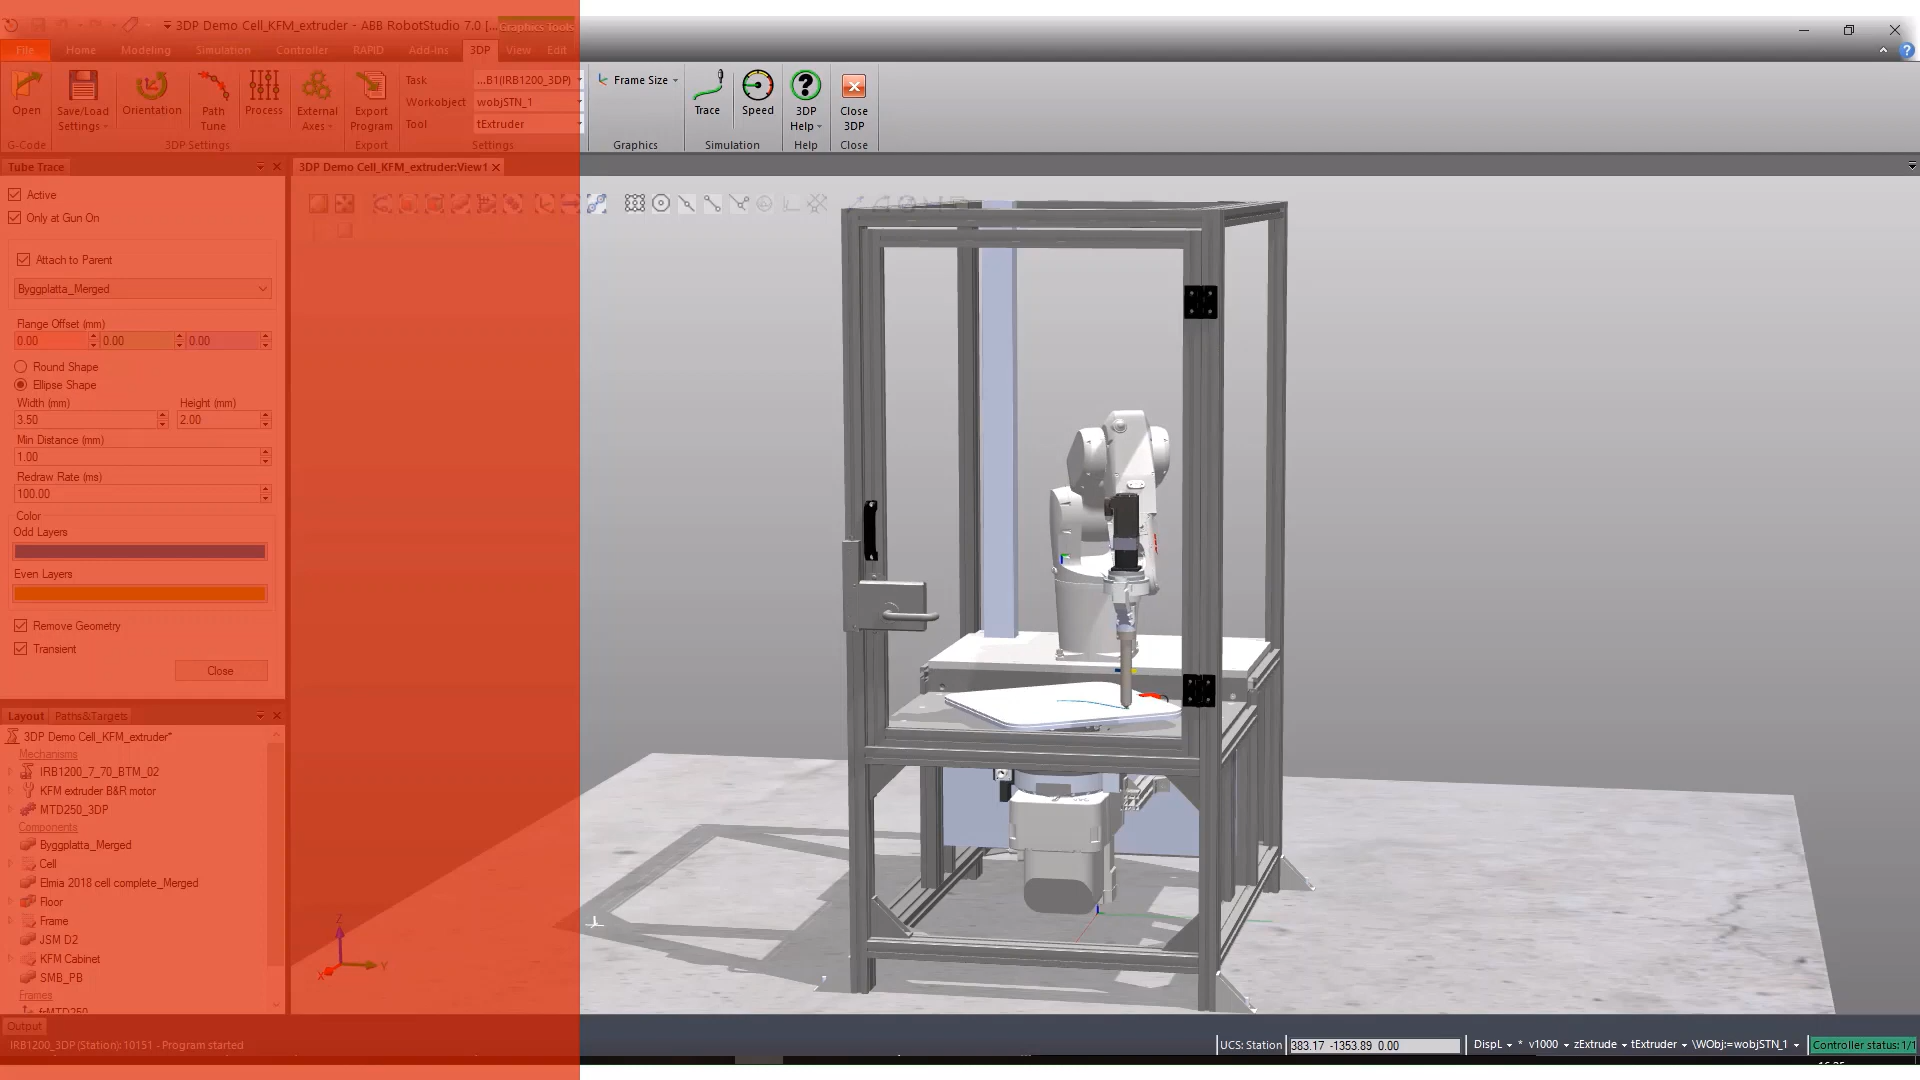 3DP Demo Cell_KFM_extruder - ABB RobotStudio 7.0 [...
Graphics Tools
File Home Modeling Simulation Controller RAPID Add-Ins 3DP View Edit
Open
Save/Load Settings
Orientation
Path Tune
Process
External Axes
Export Program
Task ...B1(IRB1200_3DP)
Workobject wobjSTN_1
Tool tExtruder
Frame Size
Trace
Speed
3DP Help
Close 3DP
G-Code 3DP Settings Export Settings Graphics Simulation Help Close
Tube Trace
3DP Demo Cell_KFM_extruder:View1
Active
Only at Gun On
Attach to Parent
Byggplatta_Merged
Flange Offset (mm)
0.00 0.00 0.00
Round Shape
Ellipse Shape
Width (mm) Height (mm)
3.50 2.00
Min Distance (mm)
1.00
Redraw Rate (ms)
100.00
Color
Odd Layers
Even Layers
Remove Geometry
Transient
Close
Layout Paths&Targets
3DP Demo Cell_KFM_extruder*
Mechanisms
IRB1200_7_70_BTM_02
KFM extruder B&R motor
MTD250_3DP
Components
Byggplatta_Merged
Cell
Elmia 2018 cell complete_Merged
Floor
Frame
JSM D2
KFM Cabinet
SMB_PB
Frames
frMTD250
Z
X
Y
Output
IRB1200_3DP (Station): 10151 - Program started
UCS: Station 383.17 -1353.89 0.00 DispL * v1000 zExtrude tExtruder \WObj:=wobjSTN_1 Controller status: 1/1